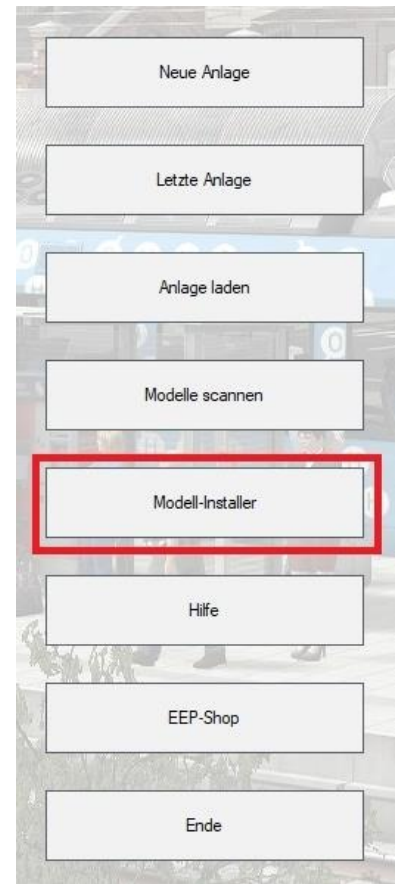 Neue Anlage
Letzte Anlage
Anlage laden
Modelle scannen
Modell-Installer
Hilfe
EEP-Shop
Ende